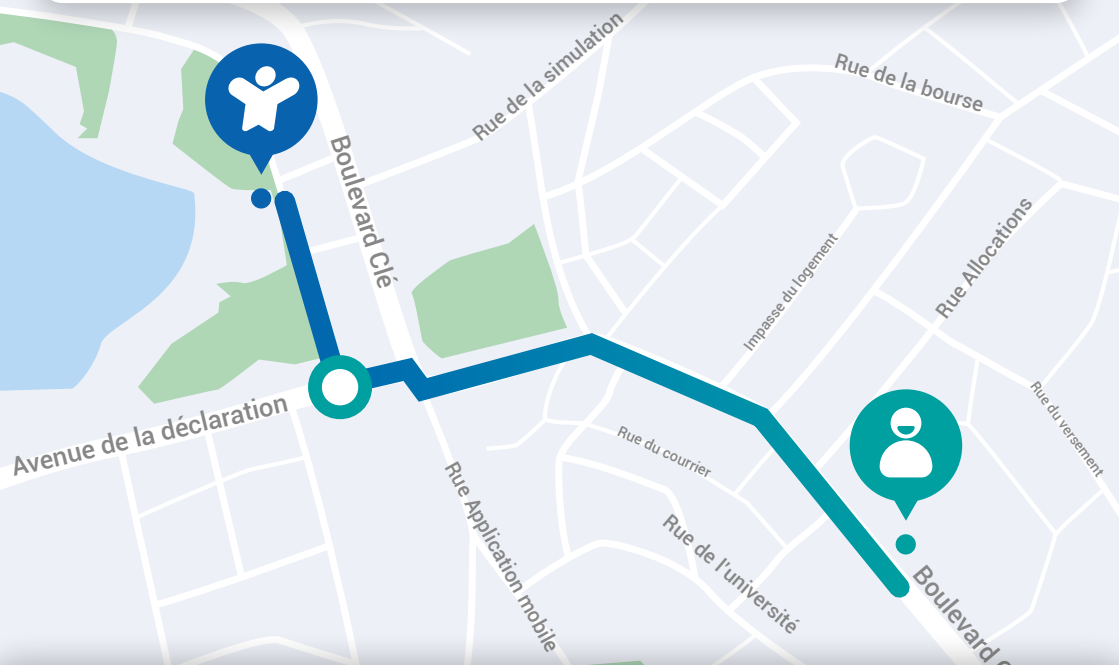 Rue de la simulation
Rue de la bourse
Boulevard Clé
Rue Allocations
Impasse du logement
Avenue de la déclaration
Rue du versement
Rue du courrier
Rue Application mobile
Rue de l'université
Boulevard